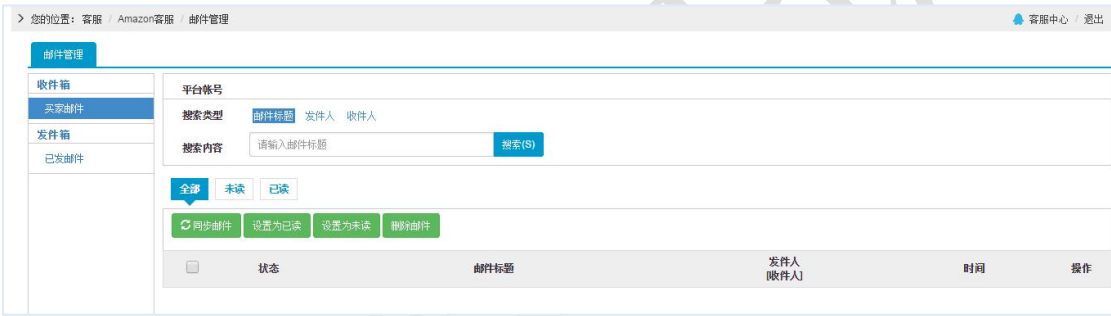 > 您的位置： 客服 / Amazon客服 / 邮件管理
客服中心 / 退出
邮件管理
收件箱
买家邮件
发件箱
已发邮件
平台帐号
搜索类型 邮件标题 发件人 收件人
搜索内容 请输入邮件标题 搜索(S)
全部 未读 已读
同步邮件 设置为已读 设置为未读 删除邮件
状态 邮件标题 发件人 时间 操作
[收件人]